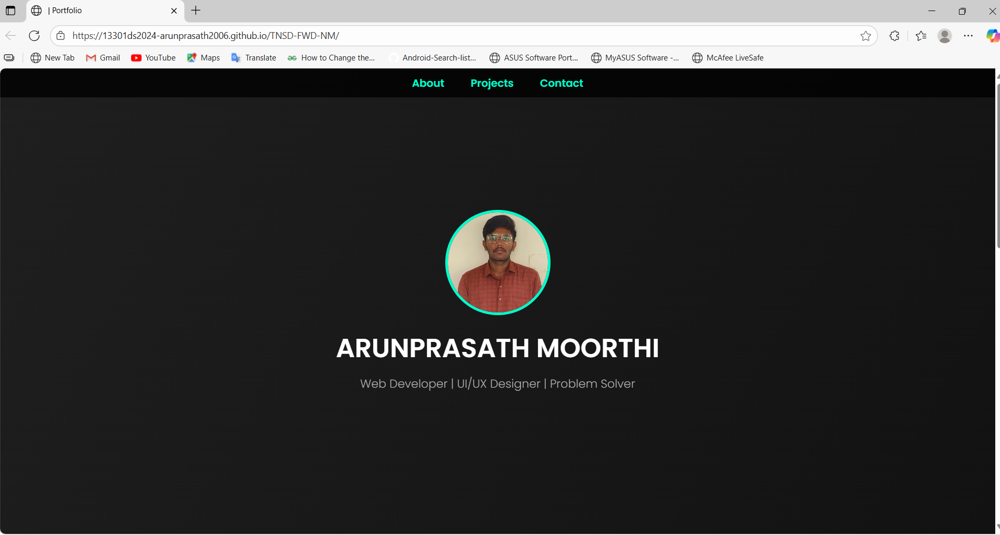 | Portfolio
https://13301ds2024-arunprasath2006.github.io/TNSD-FWD-NM/
New Tab Gmail YouTube Maps Translate How to Change the... Android-Search-list... ASUS Software Port... MyASUS Software -... McAfee LiveSafe
About Projects Contact
ARUNPRASATH MOORTHI
Web Developer | UI/UX Designer | Problem Solver